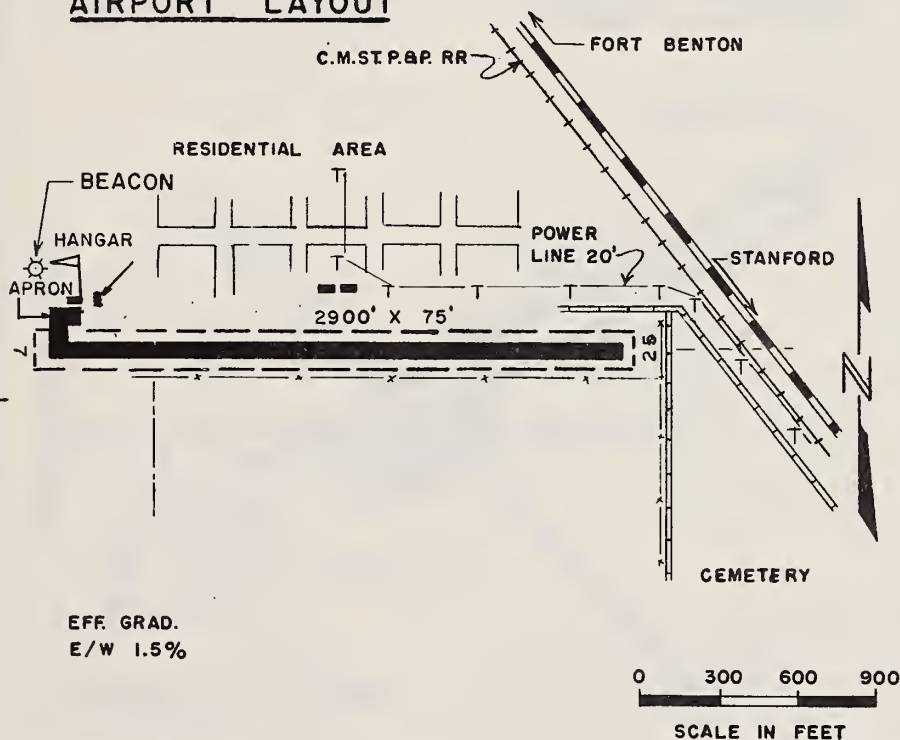 AIRPORT LAYOUT
FORT BENTON
C.M.ST.P.&P. RR
RESIDENTIAL AREA
BEACON
HANGAR
POWER
LINE 20'
STANFORD
APRON
2900' X 75'
7
25
N
CEMETERY
EFF. GRAD.
E/W 1.5%
0 300 600 900
SCALE IN FEET